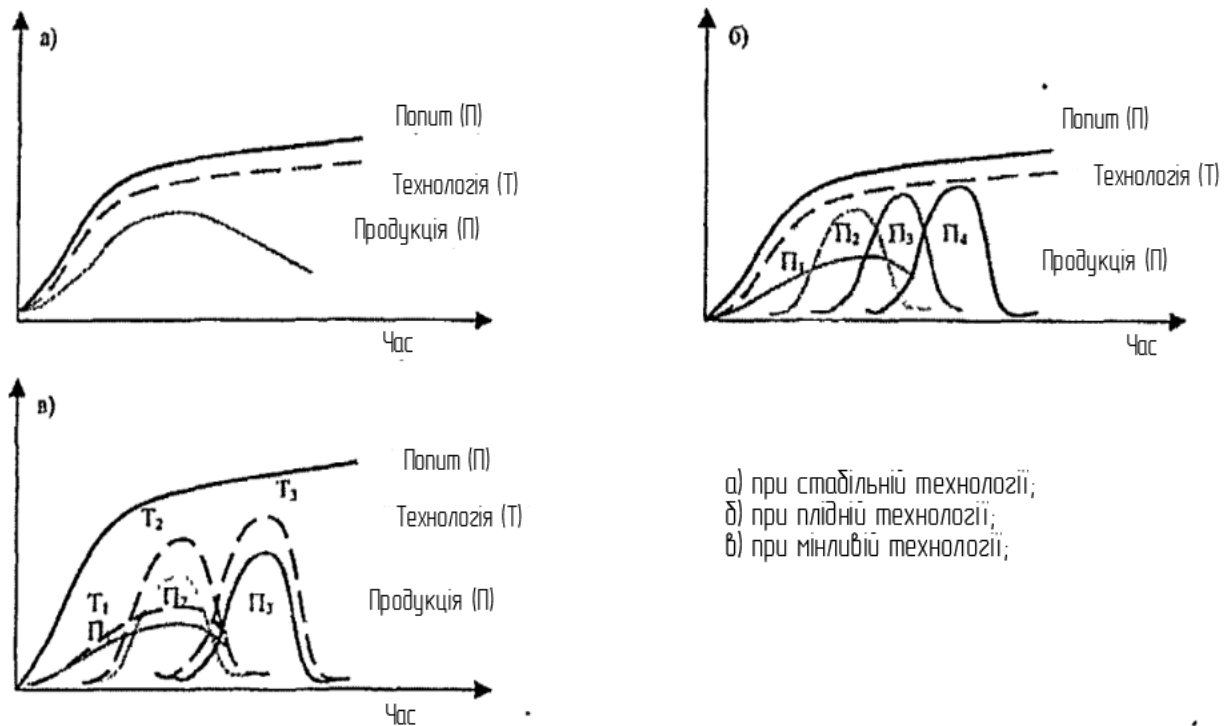 а)
Попит (П)
Технологія (Т)
Продукція (П)
Час
б)
Попит (П)
Технологія (Т)
П1
П2
П3
П4
Продукція (П)
Час
в)
Попит (П)
Т3
Т2
Технологія (Т)
Т1
П
П2
П3
Продукція (П)
Час
а) при стабільній технології;
б) при плідній технології;
в) при мінливій технології;